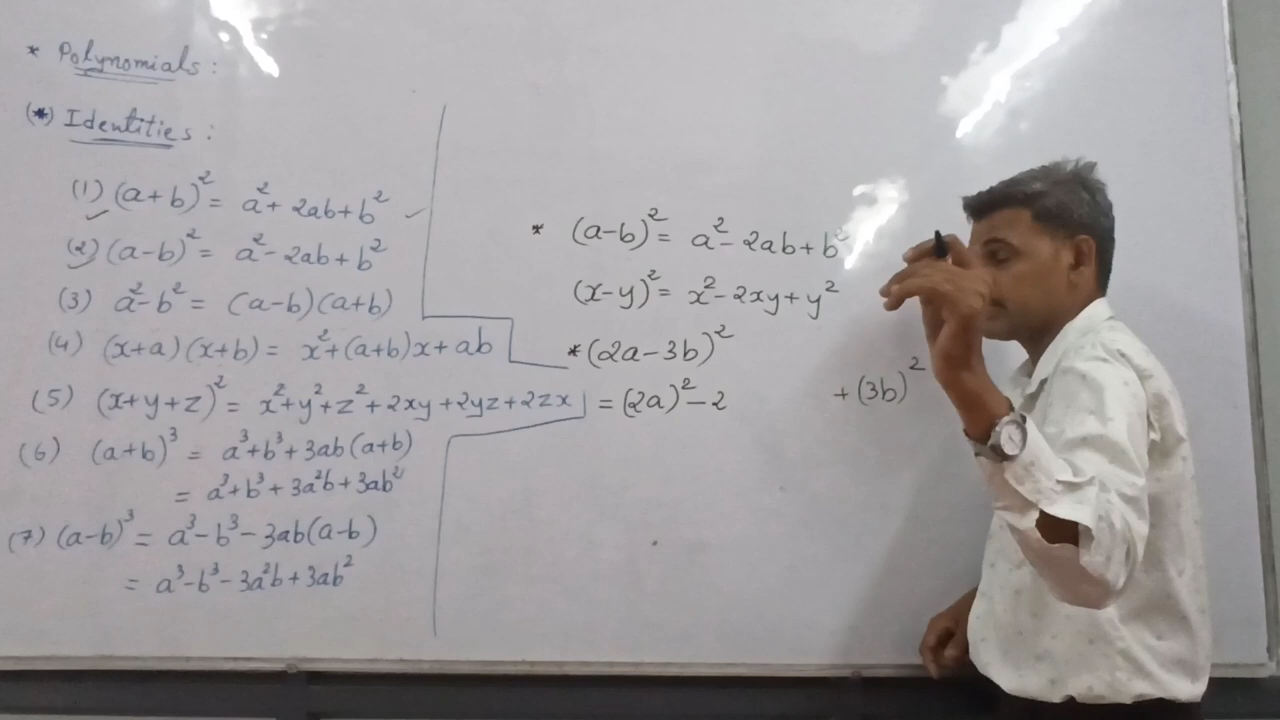 * Polynomials :
(*) Identities :
(1) (a+b)² = a² + 2ab + b² ✓
(2) (a-b)² = a² - 2ab + b²
(3) a² - b² = (a-b)(a+b)
(4) (x+a)(x+b) = x² + (a+b)x + ab
(5) (x+y+z)² = x² + y² + z² + 2xy + 2yz + 2zx
(6) (a+b)³ = a³ + b³ + 3ab(a+b)
= a³ + b³ + 3a²b + 3ab²
(7) (a-b)³ = a³ - b³ - 3ab(a-b)
= a³ - b³ - 3a²b + 3ab²
* (a-b)² = a² - 2ab + b²
(x-y)² = x² - 2xy + y²
* (2a-3b)²
= (2a)² - 2 + (3b)²